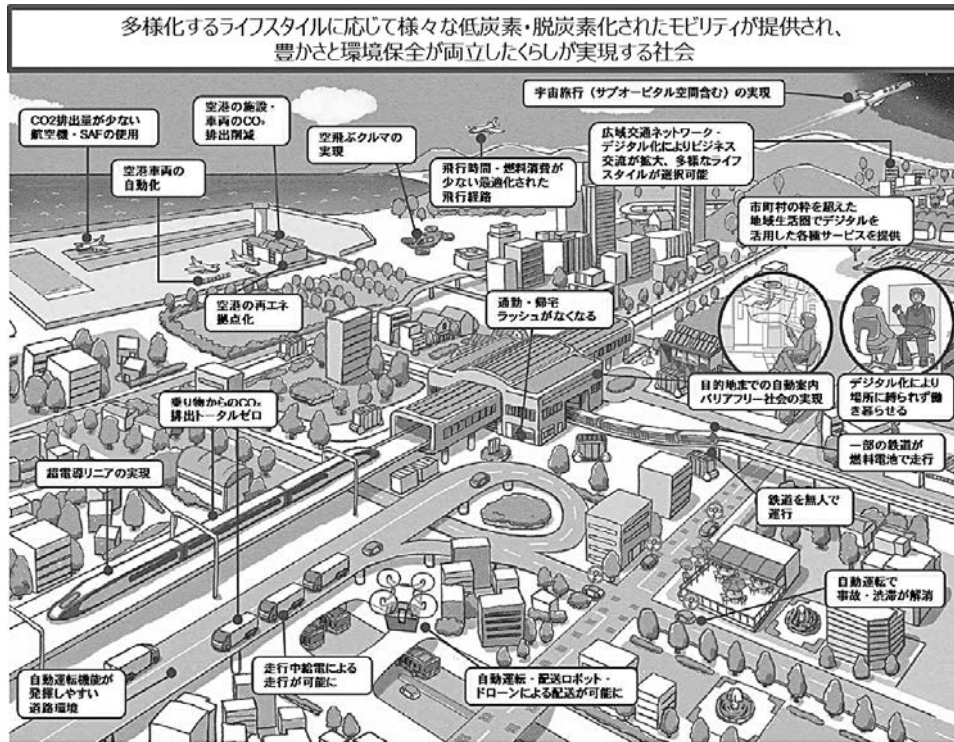 多様化するライフスタイルに応じて様々な低炭素・脱炭素化されたモビリティが提供され、
豊かさと環境保全が両立したくらしが実現する社会
宇宙旅行（サブオービタル空間含む）の実現
CO2排出量が少ない
航空機・SAFの使用
空港の施設・
車両のCO₂
排出削減
空飛ぶクルマの
実現
飛行時間・燃料消費が
少ない最適化された
飛行経路
広域交通ネットワーク・
デジタル化によりビジネス
交流が拡大、多様なライフ
スタイルが選択可能
空港車両の
自動化
市町村の枠を超えた
地域生活圏でデジタルを
活用した各種サービスを提供
空港の再エネ
拠点化
通勤・帰宅
ラッシュがなくなる
目的地までの自動案内
バリアフリー社会の実現
デジタル化により
場所に縛られず働
き暮らせる
乗り物からのCO₂
排出トータルゼロ
一部の鉄道が
燃料電池で走行
超電導リニアの実現
鉄道を無人で
運行
自動運転で
事故・渋滞が解消
自動運転機能が
発揮しやすい
道路環境
走行中給電による
走行が可能に
自動運転・配送ロボット・
ドローンによる配送が可能に